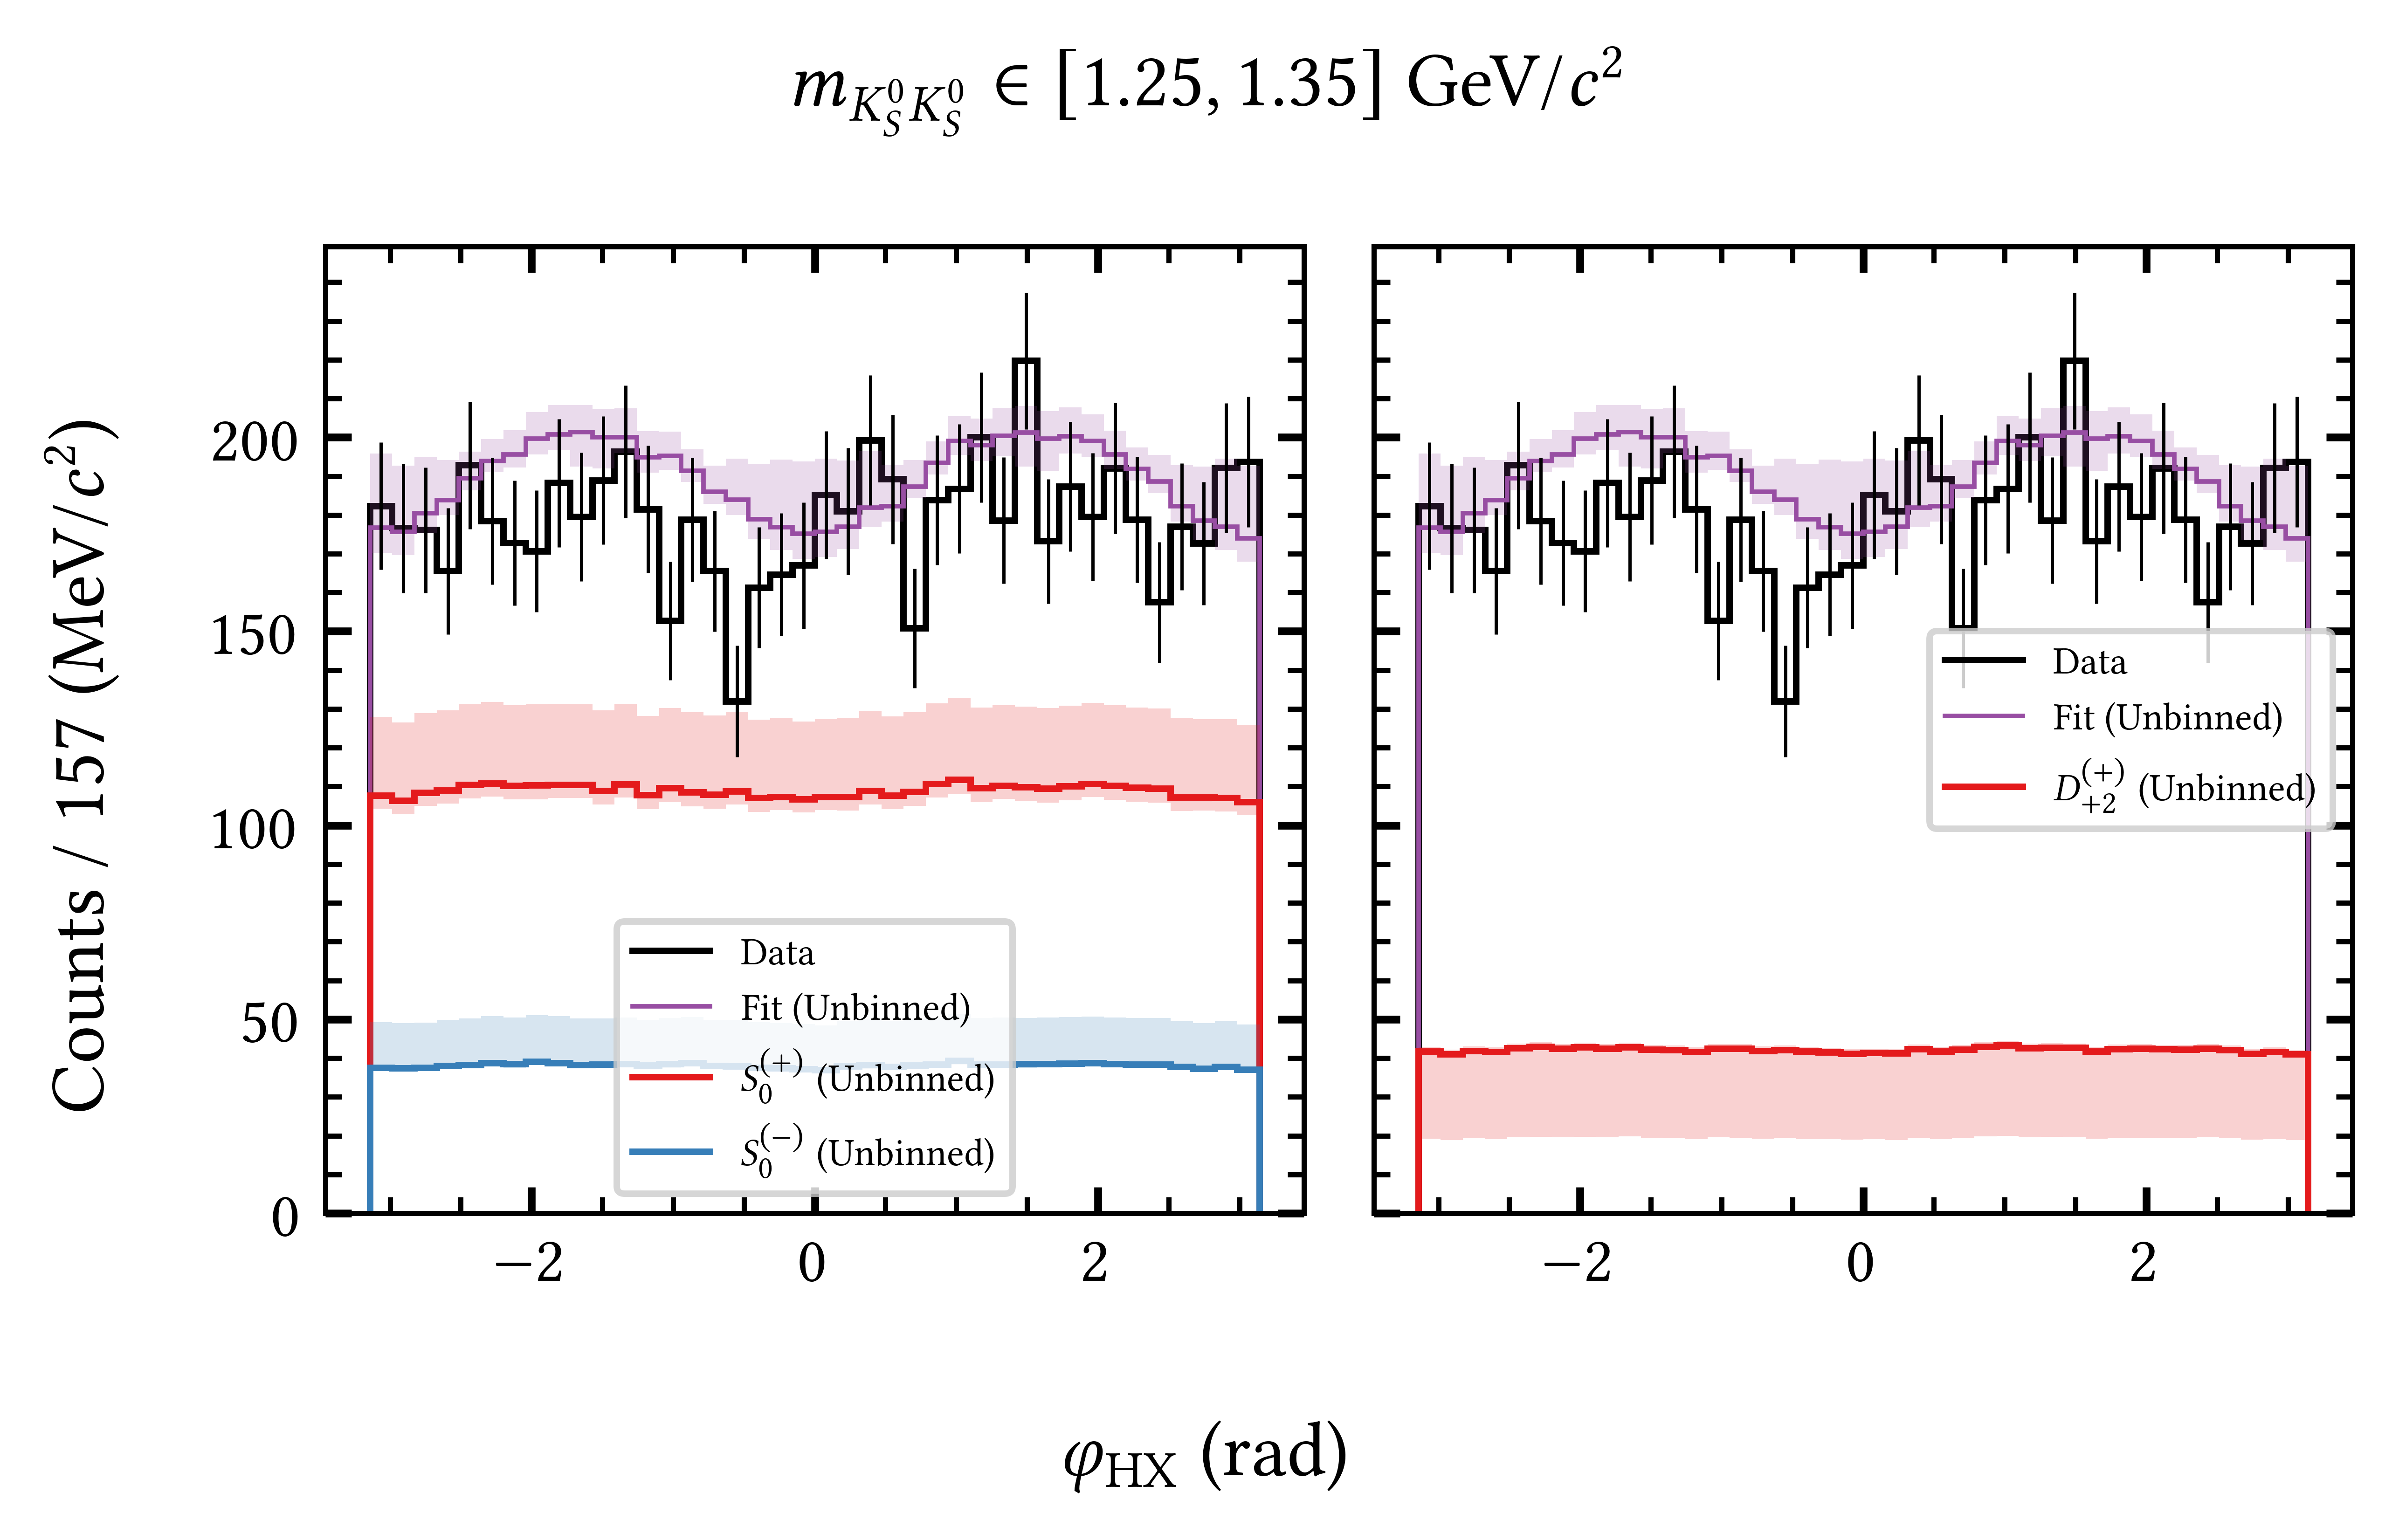 m_{K_S^0 K_S^0} ∈ [1.25, 1.35] GeV/c²
Counts / 157 (MeV/c²)
200
150
100
50
0
Data
Fit (Unbinned)
S_0^{(+)} (Unbinned)
S_0^{(−)} (Unbinned)
−2
0
2
Data
Fit (Unbinned)
D_{+2}^{(+)} (Unbinned)
−2
0
2
φ_{HX} (rad)